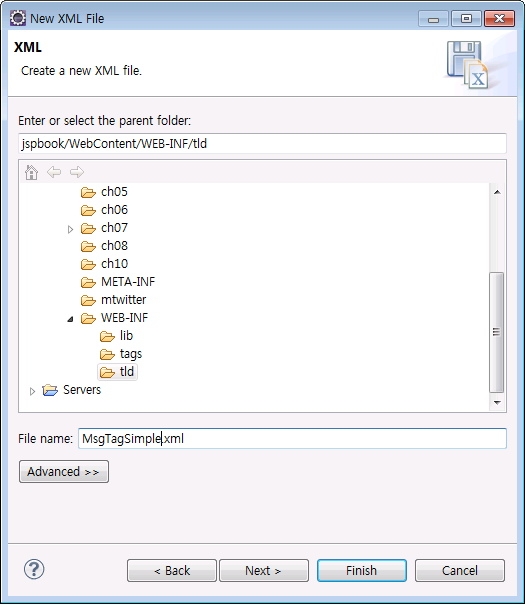 New XML File
XML
Create a new XML file.
X
Enter or select the parent folder:
jspbook/WebContent/WEB-INF/tld
ch05
ch06
ch07
ch08
ch10
META-INF
mtwitter
WEB-INF
lib
tags
tld
Servers
File name: MsgTagSimple.xml
Advanced >>
? < Back Next > Finish Cancel